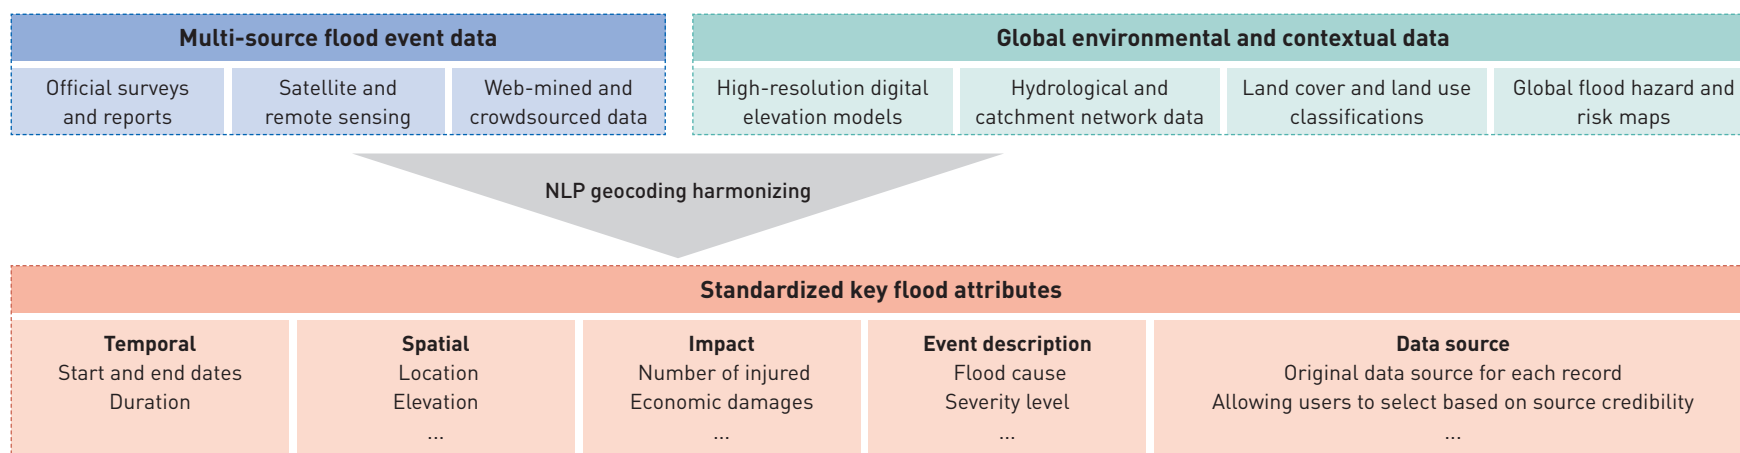 Multi-source flood event data
Official surveys
and reports
Satellite and
remote sensing
Web-mined and
crowdsourced data
Global environmental and contextual data
High-resolution digital
elevation models
Hydrological and
catchment network data
Land cover and land use
classifications
Global flood hazard and
risk maps
NLP geocoding harmonizing
Standardized key flood attributes
Temporal
Start and end dates
Duration
Spatial
Location
Elevation
...
Impact
Number of injured
Economic damages
...
Event description
Flood cause
Severity level
...
Data source
Original data source for each record
Allowing users to select based on source credibility
...